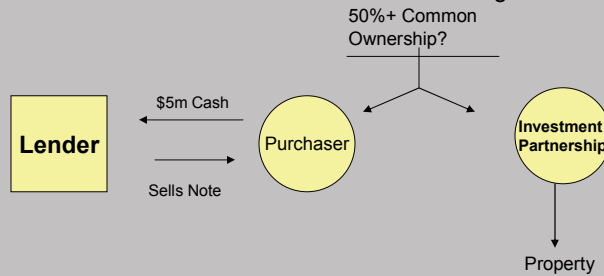 50%+ Common
Ownership?
$5m Cash
Lender
Purchaser
Investment
Partnership
Sells Note
Property